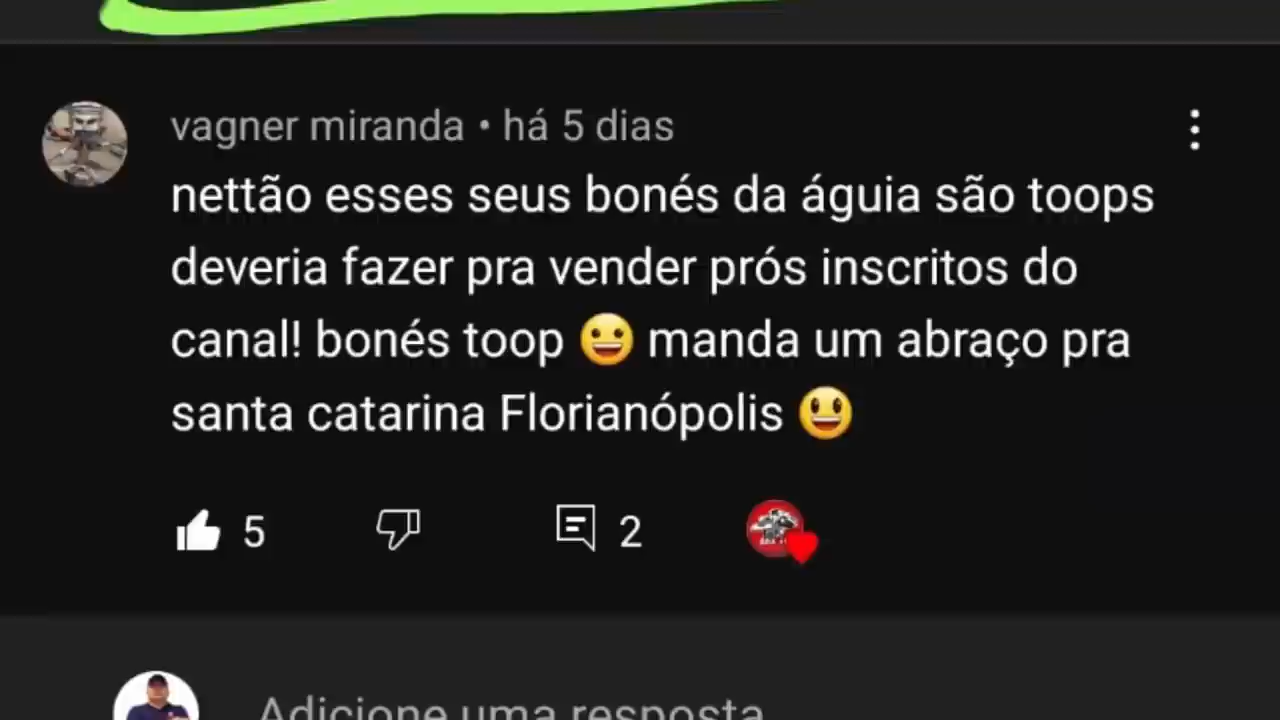 vagner miranda • há 5 dias
nettão esses seus bonés da águia são toops
deveria fazer pra vender prós inscritos do
canal! bonés toop 😀 manda um abraço pra
santa catarina Florianópolis 😃
5 2
Adicione uma resposta